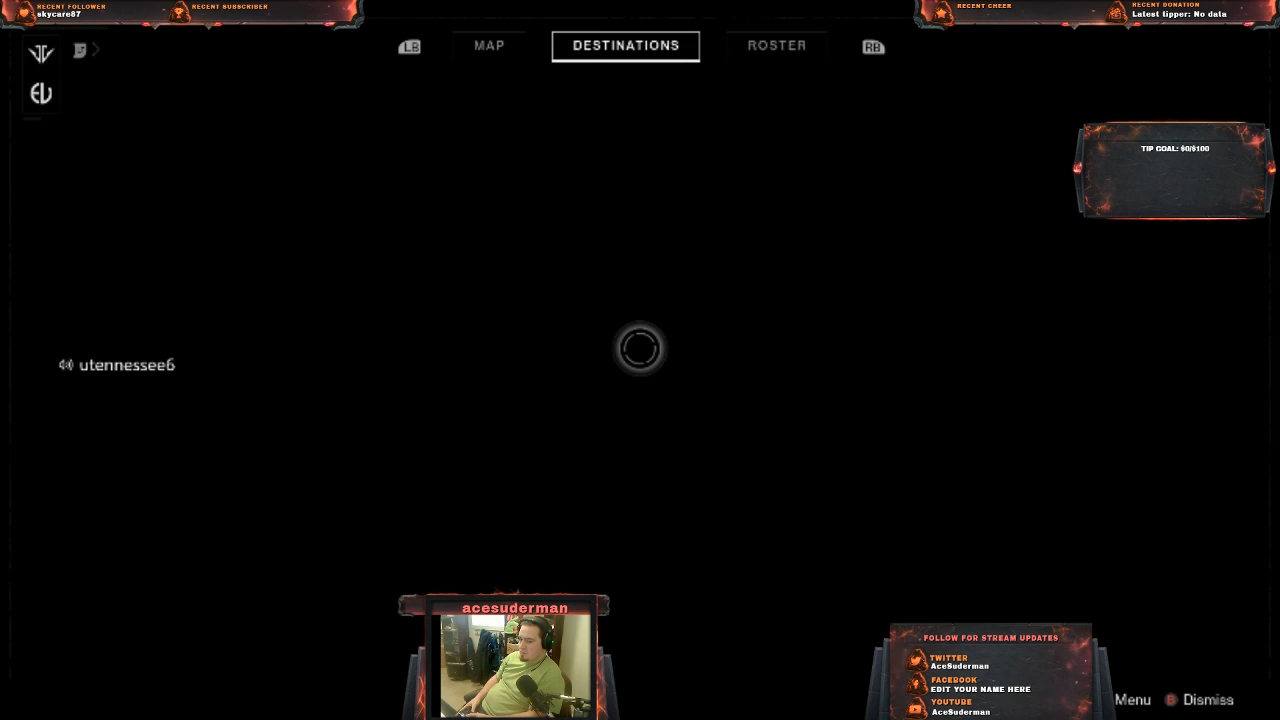 RECENT FOLLOWER
skycare87
RECENT SUBSCRIBER
RECENT CHEER
RECENT DONATION
Latest tipper: No data
LB
MAP
DESTINATIONS
ROSTER
RB
TIP GOAL: $0/$100
utennessee6
acesuderman
FOLLOW FOR STREAM UPDATES
TWITTER
AceSuderman
FACEBOOK
EDIT YOUR NAME HERE
YOUTUBE
AceSuderman
Menu
B Dismiss